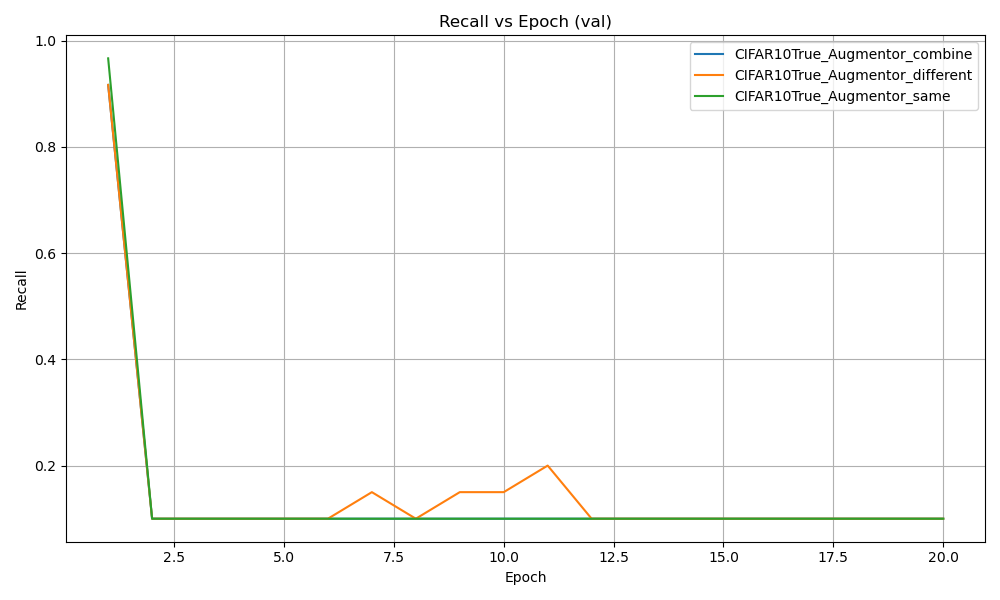 Recall vs Epoch (val)
CIFAR10True_Augmentor_combine
CIFAR10True_Augmentor_different
CIFAR10True_Augmentor_same
1.0
0.8
0.6
0.4
0.2
Recall
2.5 5.0 7.5 10.0 12.5 15.0 17.5 20.0
Epoch